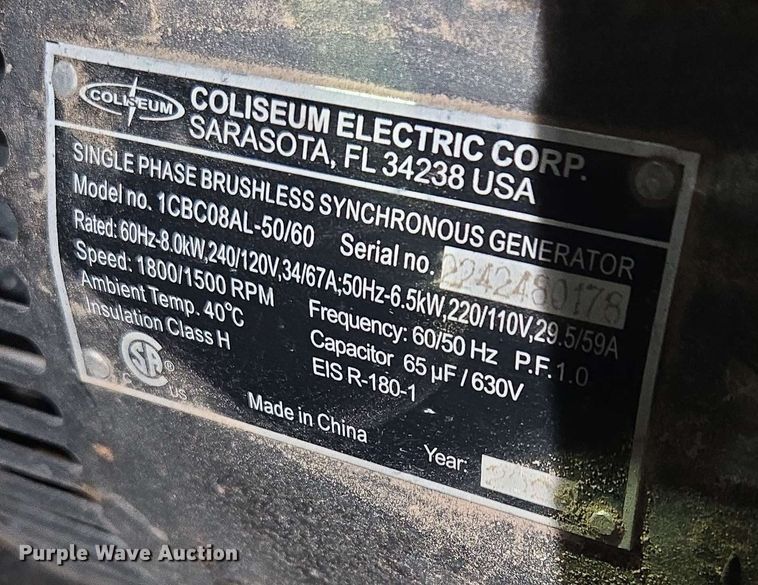 COLISEUM
COLISEUM ELECTRIC CORP.
SARASOTA, FL 34238 USA
SINGLE PHASE BRUSHLESS SYNCHRONOUS GENERATOR
Model no. 1CBC08AL-50/60 Serial no. 2242480178
Rated: 60Hz-8.0kW,240/120V,34/67A;50Hz-6.5kW,220/110V,29.5/59A
Speed: 1800/1500 RPM Frequency: 60/50 Hz P.F.1.0
Ambient Temp. 40°C Capacitor 65 µF / 630V
Insulation Class H EIS R-180-1
SA ®
C US
Made in China
Year:
Purple Wave Auction